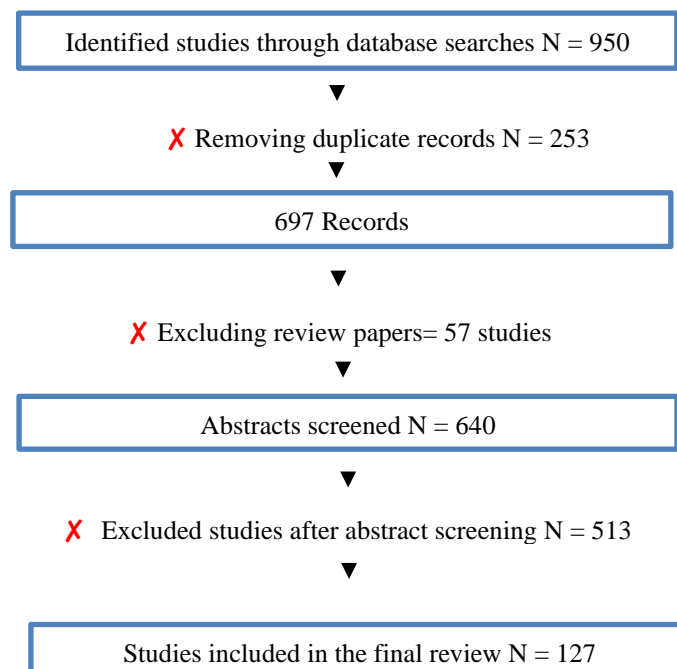 Identified studies through database searches N = 950
✗ Removing duplicate records N = 253
697 Records
✗ Excluding review papers= 57 studies
Abstracts screened N = 640
✗ Excluded studies after abstract screening N = 513
Studies included in the final review N = 127